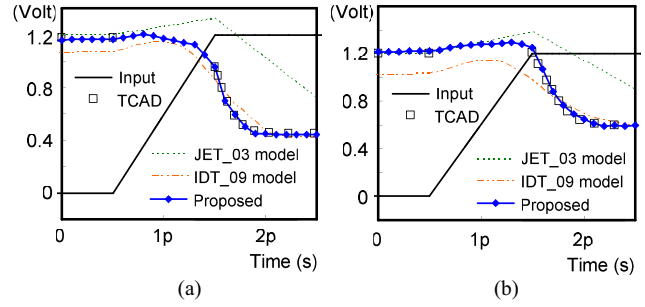 (Volt)
1.2
0.8
0.4
0
Input
TCAD
JET_03 model
IDT_09 model
Proposed
0
1p
2p
Time (s)
(a)
(Volt)
1.6
1.2
0.8
0.4
0
Input
TCAD
JET_03 model
IDT_09 model
Proposed
0
1p
2p
Time (s)
(b)